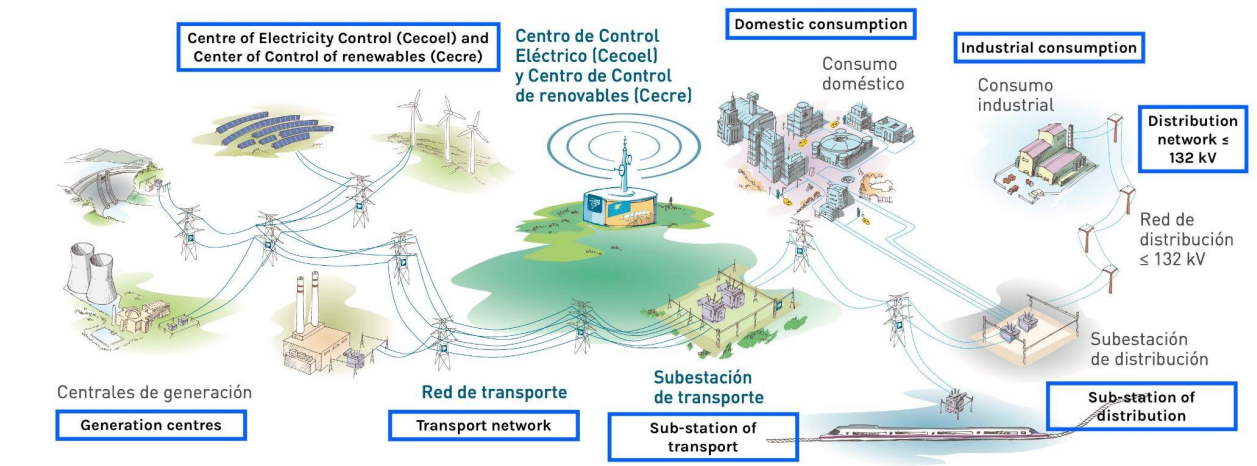 Centre of Electricity Control (Cecoel) and
Center of Control of renewables (Cecre)
Centro de Control
Eléctrico (Cecoel)
y Centro de Control
de renovables (Cecre)
Domestic consumption
Consumo
doméstico
Industrial consumption
Consumo
industrial
Distribution
network ≤
132 kV
Red de
distribución
≤ 132 kV
Subestación
de distribución
Sub-station of
distribution
Centrales de generación
Generation centres
Red de transporte
Transport network
Subestación
de transporte
Sub-station of
transport